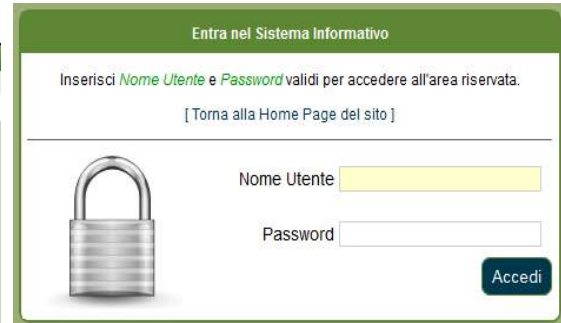 Entra nel Sistema Informativo
Inserisci Nome Utente e Password validi per accedere all'area riservata.
[ Torna alla Home Page del sito ]
Nome Utente
Password
Accedi